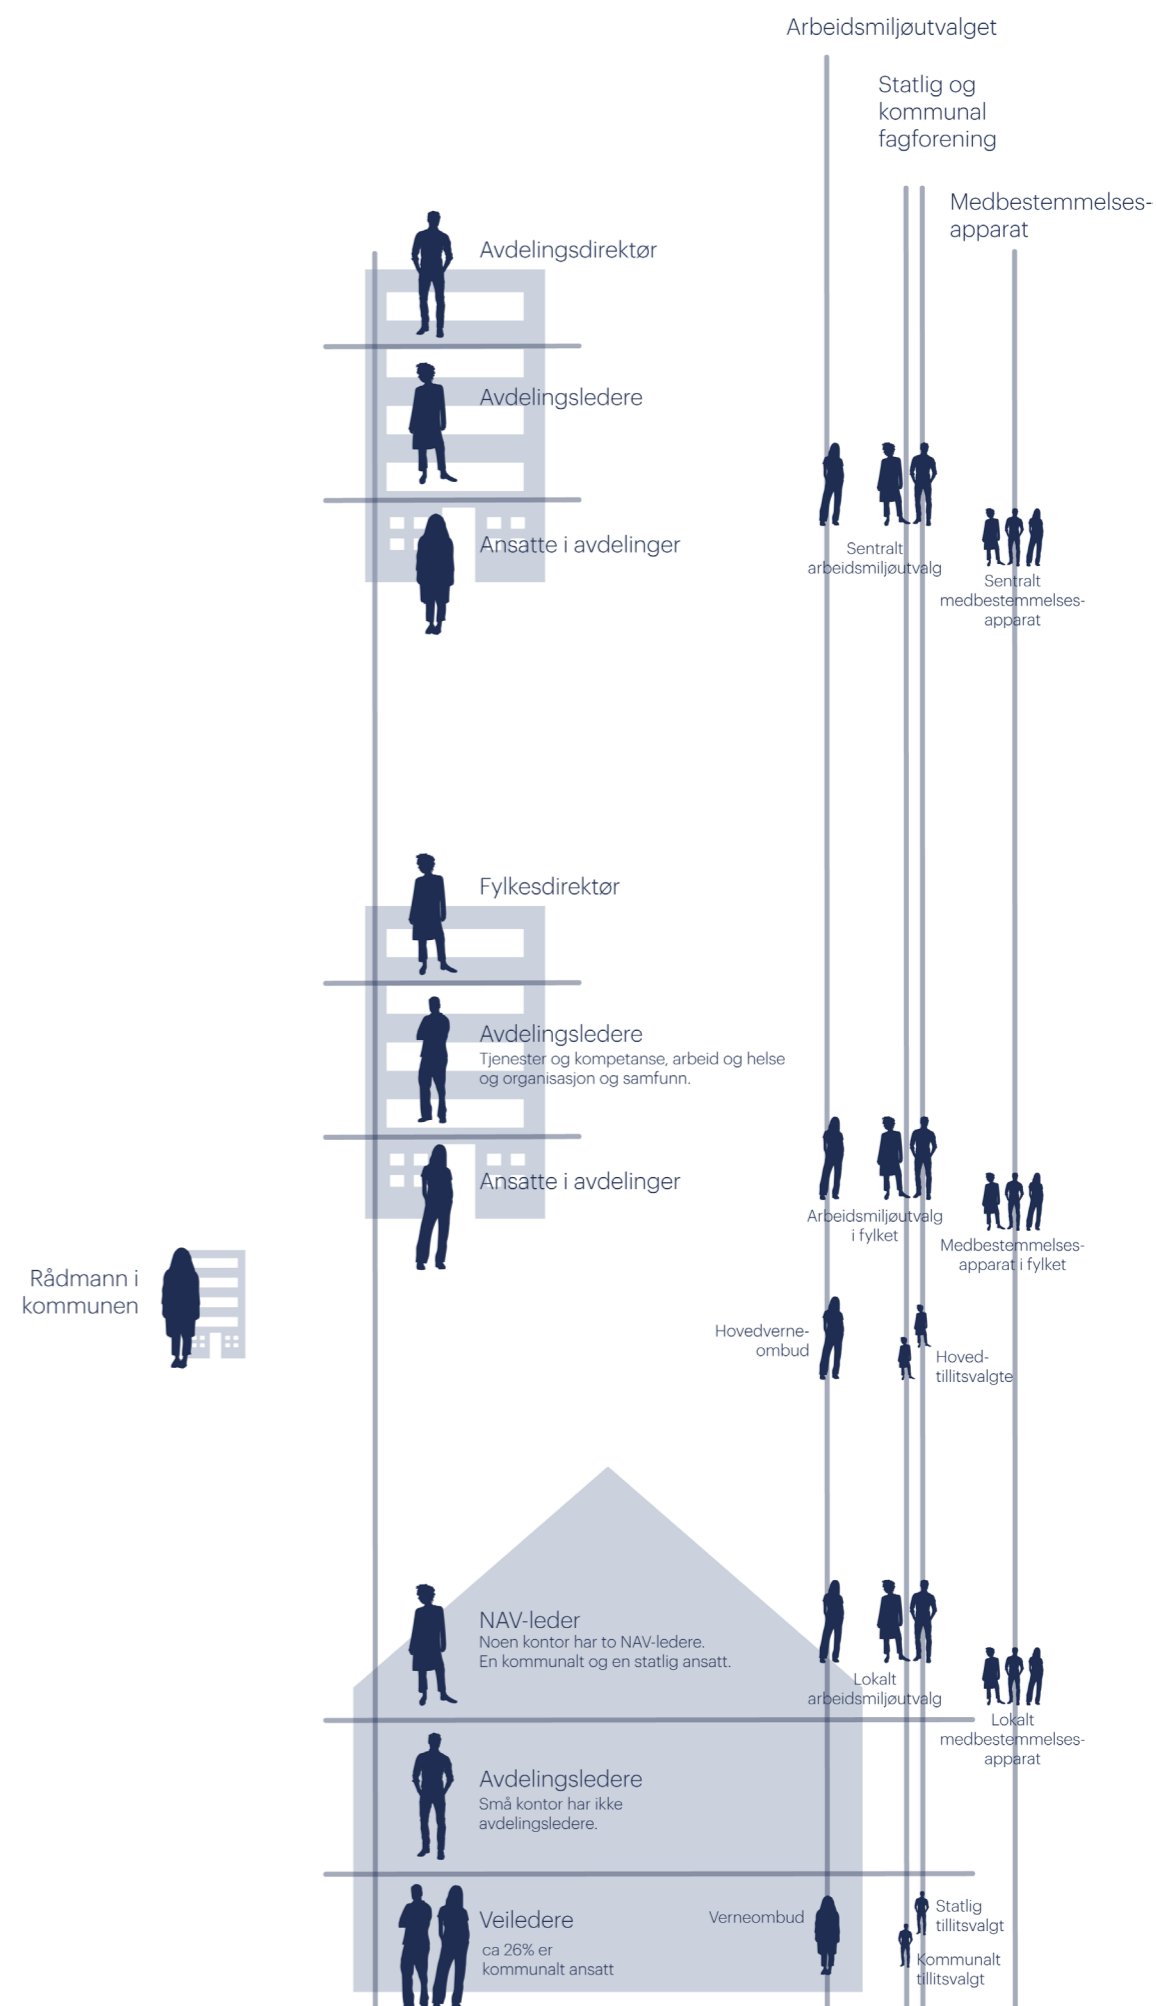 Arbeidsmiljøutvalget
Statlig og
kommunal
fagforening
Medbestemmelses-
apparat
Avdelingsdirektør
Avdelingsledere
Ansatte i avdelinger
Sentralt
arbeidsmiljøutvalg
Sentralt
medbestemmelses-
apparat
Fylkesdirektør
Avdelingsledere
Tjenester og kompetanse, arbeid og helse
og organisasjon og samfunn.
Ansatte i avdelinger
Arbeidsmiljøutvalg
i fylket
Medbestemmelses-
apparat i fylket
Rådmann i
kommunen
Hovedverne-
ombud
Hoved-
tillitsvalgte
NAV-leder
Noen kontor har to NAV-ledere.
En kommunalt og en statlig ansatt.
Lokalt
arbeidsmiljøutvalg
Lokalt
medbestemmelses-
apparat
Avdelingsledere
Små kontor har ikke
avdelingsledere.
Veiledere
ca 26% er
kommunalt ansatt
Verneombud
Statlig
tillitsvalgt
Kommunalt
tillitsvalgt